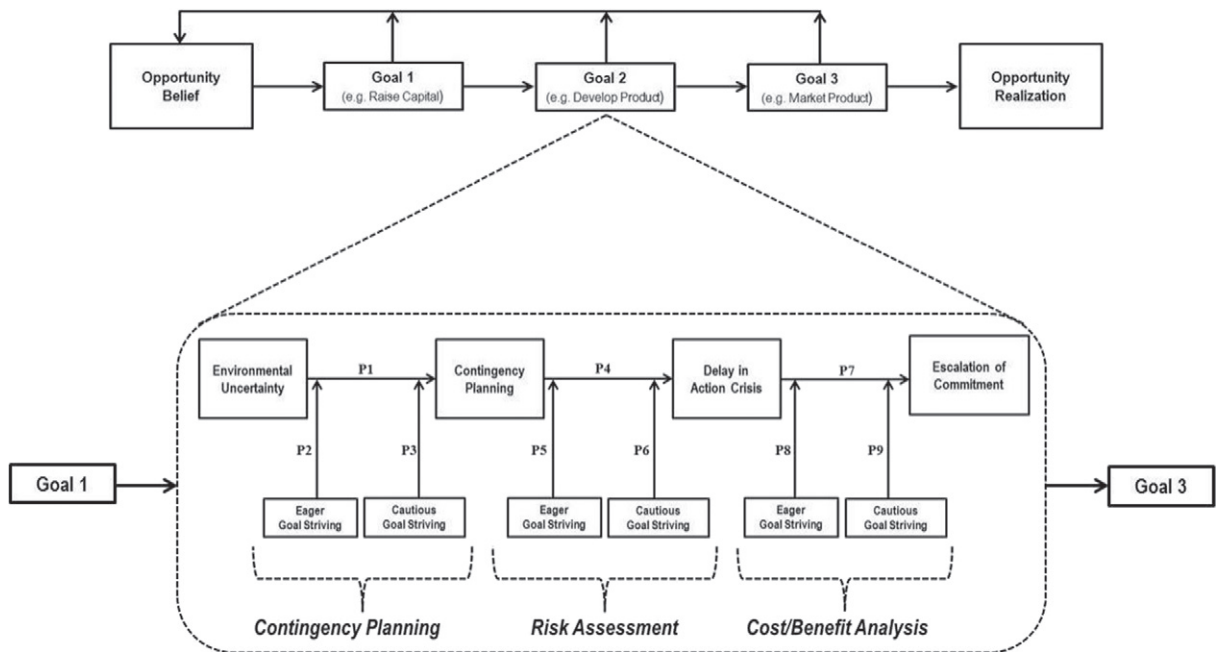 Opportunity
Belief
Goal 1
(e.g. Raise Capital)
Goal 2
(e.g. Develop Product)
Goal 3
(e.g. Market Product)
Opportunity
Realization
Environmental
Uncertainty
P1
Contingency
Planning
P4
Delay in
Action Crisis
P7
Escalation of
Commitment
P2
P3
P5
P6
P8
P9
Goal 1
Goal 3
Eager
Goal Striving
Cautious
Goal Striving
Eager
Goal Striving
Cautious
Goal Striving
Eager
Goal Striving
Cautious
Goal Striving
Contingency Planning
Risk Assessment
Cost/Benefit Analysis